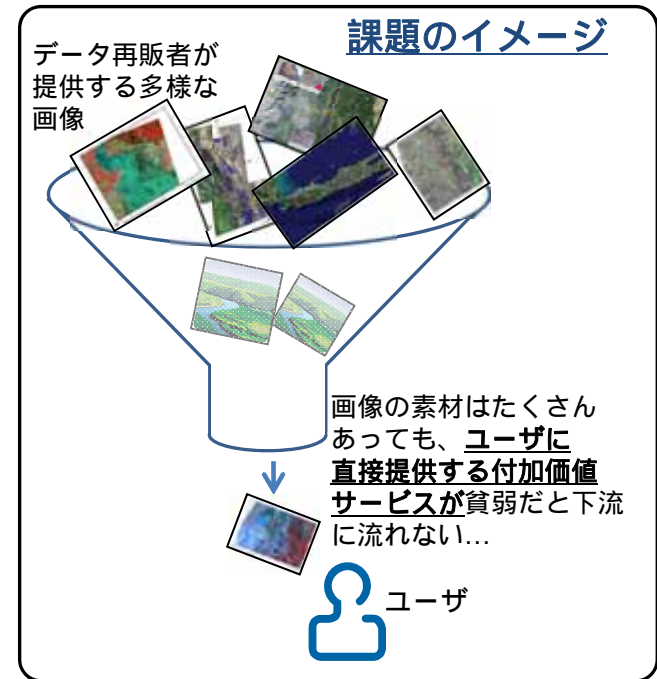 課題のイメージ
データ再販者が
提供する多様な
画像
画像の素材はたくさん
あっても、ユーザに
直接提供する付加価値
サービスが貧弱だと下流
に流れない…
ユーザ